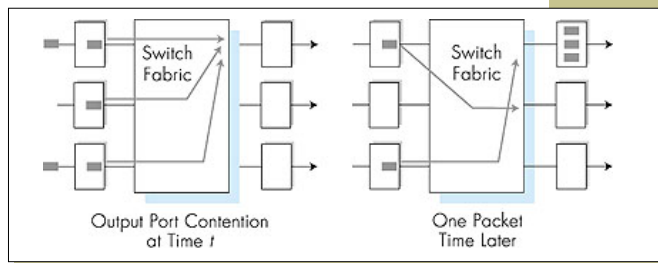 Switch
Fabric
Output Port Contention
at Time t
Switch
Fabric
One Packet
Time Later